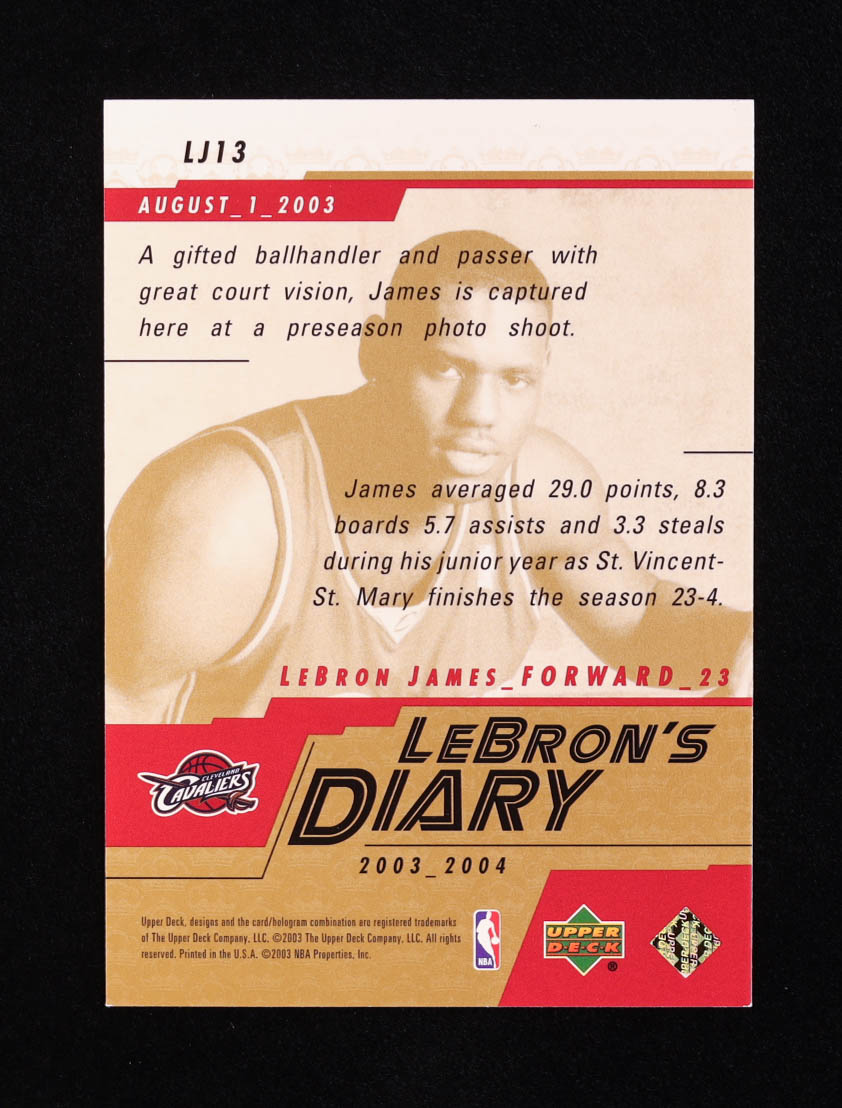 LJ13
AUGUST_1_2003
A gifted ballhandler and passer with
great court vision, James is captured
here at a preseason photo shoot.
James averaged 29.0 points, 8.3
boards 5.7 assists and 3.3 steals
during his junior year as St. Vincent-
St. Mary finishes the season 23-4.
LEBRON JAMES_FORWARD_23
LEBRON'S
DIARY
CLEVELAND
CAVALIERS
2003_2004
Upper Deck, designs and the card/hologram combination are registered trademarks
of The Upper Deck Company, LLC. ©2003 The Upper Deck Company, LLC. All rights
reserved. Printed in the U.S.A. ©2003 NBA Properties, Inc.
NBA
UPPER
D·E·C·K
®